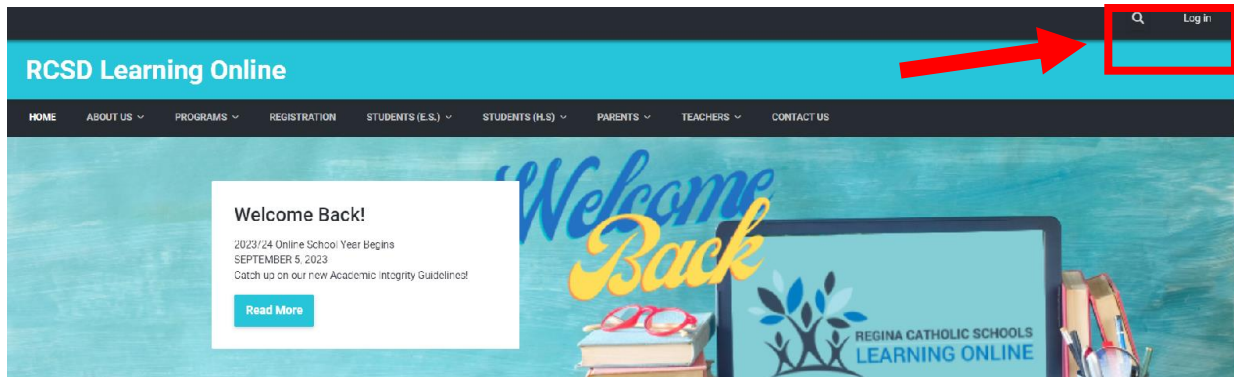 Log in
RCSD Learning Online
HOME ABOUT US PROGRAMS REGISTRATION STUDENTS (E.S.) STUDENTS (H.S) PARENTS TEACHERS CONTACT US
Welcome
Back
Welcome Back!
2023/24 Online School Year Begins
SEPTEMBER 5, 2023
Catch up on our new Academic Integrity Guidelines!
Read More
REGINA CATHOLIC SCHOOLS
LEARNING ONLINE